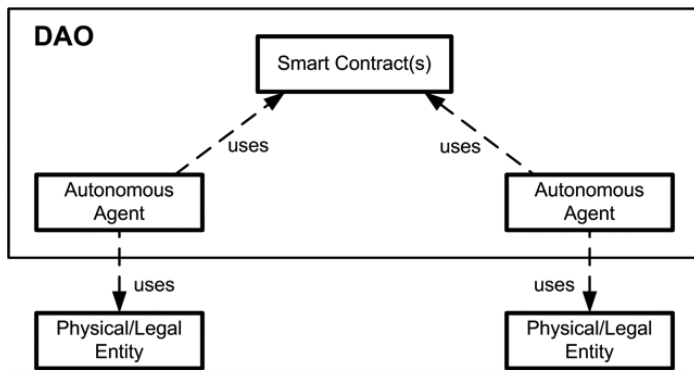 DAO
Smart Contract(s)
uses
uses
Autonomous
Agent
Autonomous
Agent
uses
uses
Physical/Legal
Entity
Physical/Legal
Entity